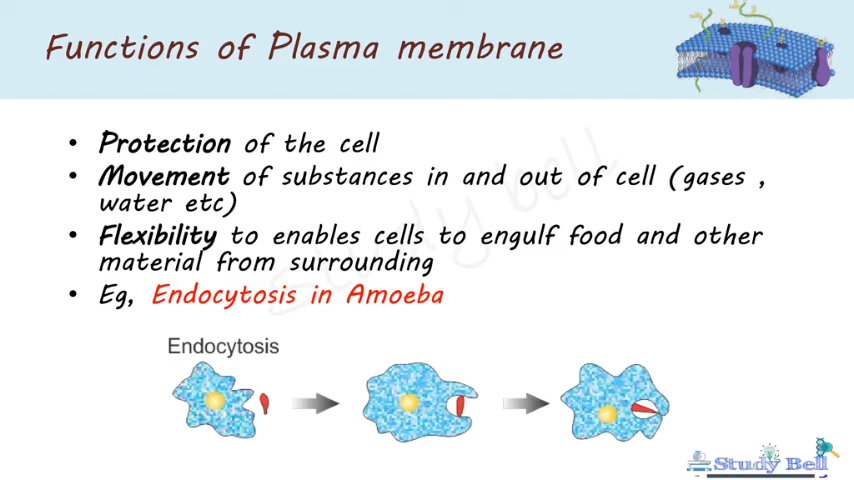 Functions of Plasma membrane
• Protection of the cell
• Movement of substances in and out of cell (gases ,
water etc)
• Flexibility to enables cells to engulf food and other
material from surrounding
• Eg, Endocytosis in Amoeba
Study bell
Endocytosis
Study Bell